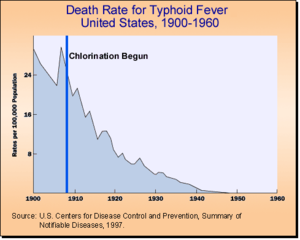 Death Rate for Typhoid Fever
United States, 1900-1960
Chlorination Begun
Rates per 100,000 Population
24
16
8
1900 1910 1920 1930 1940 1950 1960
Source: U.S. Centers for Disease Control and Prevention, Summary of
Notifiable Diseases, 1997.